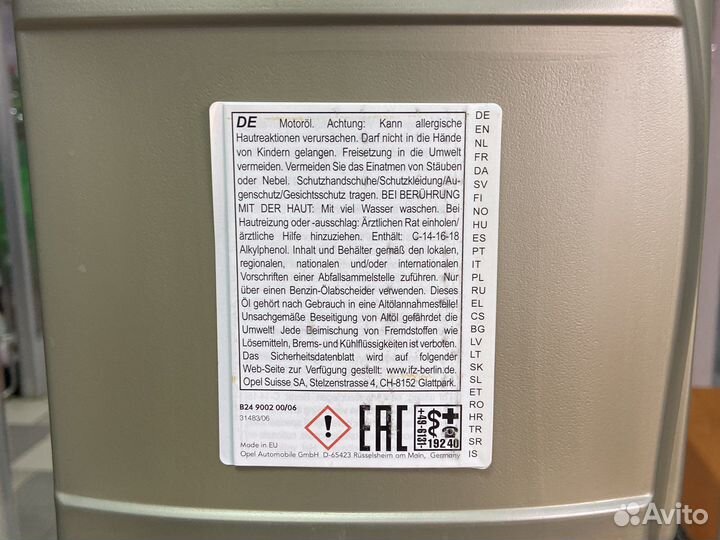 DE Motoröl. Achtung: Kann allergische
Hautreaktionen verursachen. Darf nicht in die Hände
von Kindern gelangen. Freisetzung in die Umwelt
vermeiden. Vermeiden Sie das Einatmen von Stäuben
oder Nebel. Schutzhandschuhe/Schutzkleidung/Au-
genschutz/Gesichtsschutz tragen. BEI BERÜHRUNG
MIT DER HAUT: Mit viel Wasser waschen. Bei
Hautreizung oder -ausschlag: Ärztlichen Rat einholen/
ärztliche Hilfe hinzuziehen. Enthält: C-14-16-18
Alkylphenol. Inhalt und Behälter gemäß den lokalen,
regionalen, nationalen und/oder internationalen
Vorschriften einer Abfallsammelstelle zuführen. Nur
über einen Benzin-Ölabscheider verwenden. Dieses
Öl gehört nach Gebrauch in eine Altölannahmestelle!
Unsachgemäße Beseitigung von Altöl gefährdet die
Umwelt! Jede Beimischung von Fremdstoffen wie
Lösemitteln, Brems- und Kühlflüssigkeiten ist verboten.
Das Sicherheitsdatenblatt wird auf folgender
Web-Seite zur Verfügung gestellt: www.ifz-berlin.de.
Opel Suisse SA, Stelzenstrasse 4, CH-8152 Glattpark.
DE
EN
NL
FR
DA
SV
FI
NO
HU
ES
PT
IT
PL
RU
EL
CS
BG
LV
LT
SK
SL
ET
RO
HR
TR
SR
IS
B24 9002 00/06
31483/06
EAC
+49-6131-
19240
Made in EU
Opel Automobile GmbH D-65423 Rüsselsheim am Main, Germany
Avito